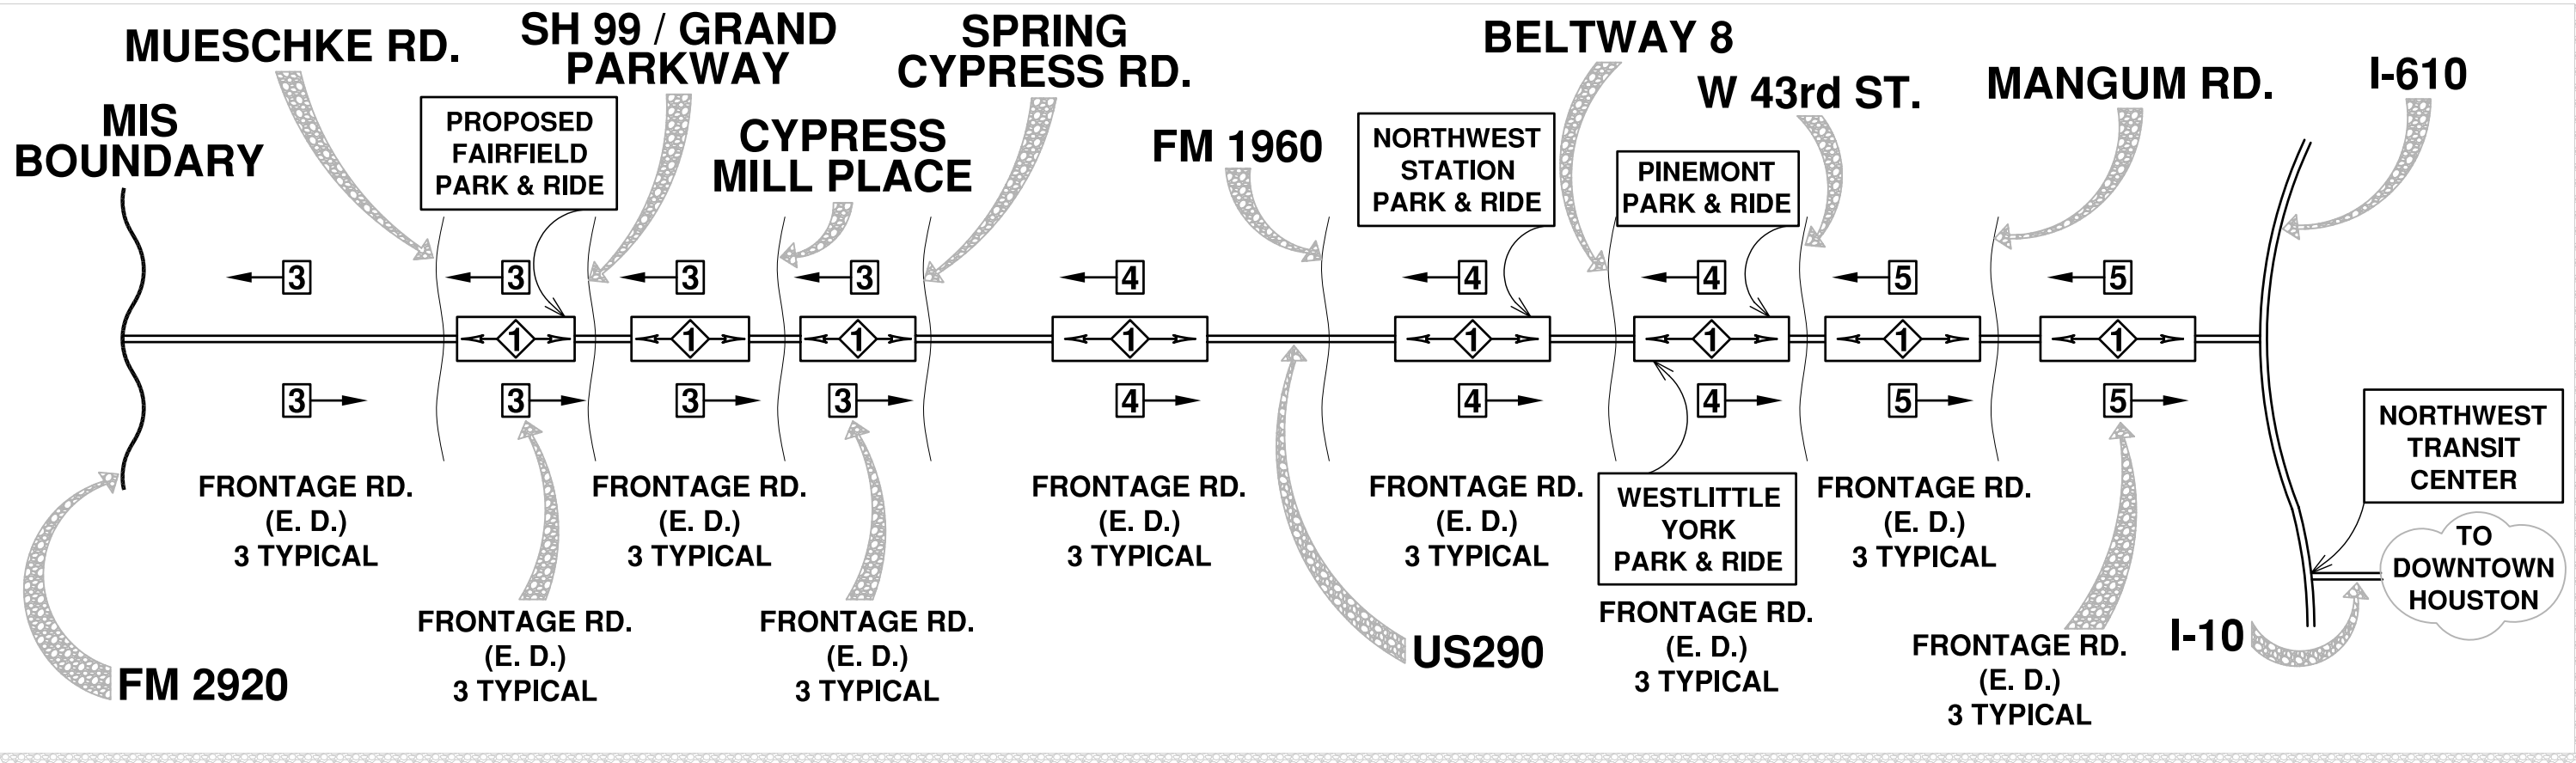 MUESCHKE RD.
SH 99 / GRAND
PARKWAY
SPRING
CYPRESS RD.
BELTWAY 8
W 43rd ST.
MANGUM RD.
I-610
MIS
BOUNDARY
PROPOSED
FAIRFIELD
PARK & RIDE
CYPRESS
MILL PLACE
FM 1960
NORTHWEST
STATION
PARK & RIDE
PINEMONT
PARK & RIDE
3
3
3
3
4
4
4
5
5
1
1
1
1
1
1
1
1
3
3
3
3
4
4
4
5
5
FRONTAGE RD.
(E. D.)
3 TYPICAL
FRONTAGE RD.
(E. D.)
3 TYPICAL
FRONTAGE RD.
(E. D.)
3 TYPICAL
FRONTAGE RD.
(E. D.)
3 TYPICAL
WESTLITTLE
YORK
PARK & RIDE
FRONTAGE RD.
(E. D.)
3 TYPICAL
NORTHWEST
TRANSIT
CENTER
TO
DOWNTOWN
HOUSTON
FM 2920
FRONTAGE RD.
(E. D.)
3 TYPICAL
FRONTAGE RD.
(E. D.)
3 TYPICAL
US290
FRONTAGE RD.
(E. D.)
3 TYPICAL
FRONTAGE RD.
(E. D.)
3 TYPICAL
I-10